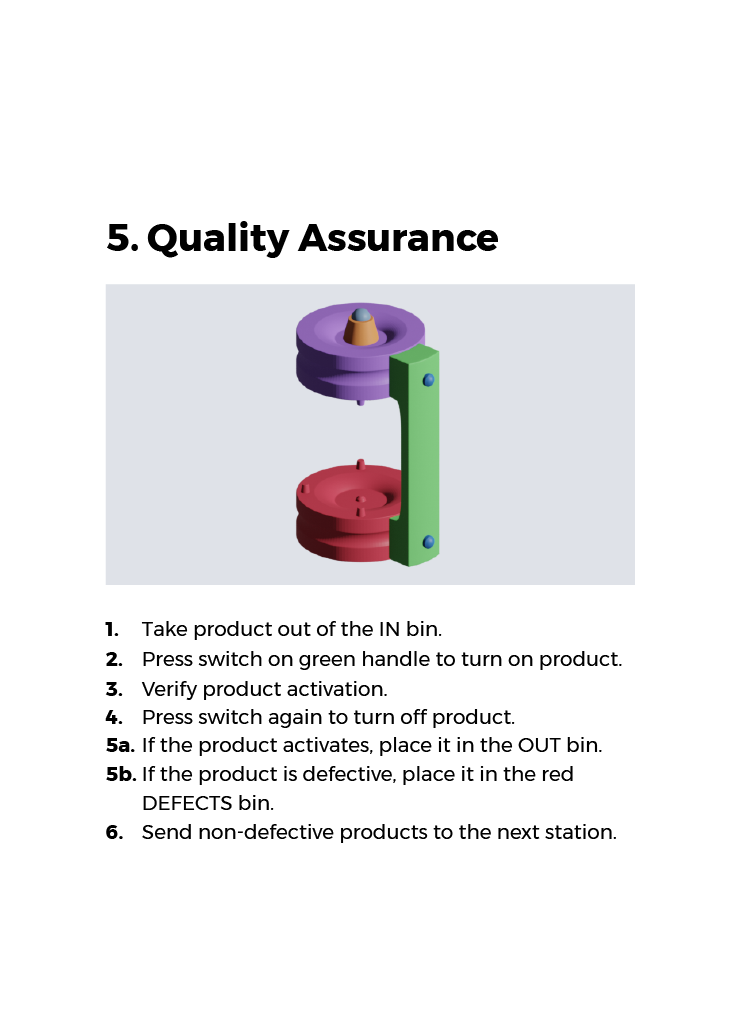 5. Quality Assurance
1. Take product out of the IN bin.
2. Press switch on green handle to turn on product.
3. Verify product activation.
4. Press switch again to turn off product.
5a. If the product activates, place it in the OUT bin.
5b. If the product is defective, place it in the red
DEFECTS bin.
6. Send non-defective products to the next station.